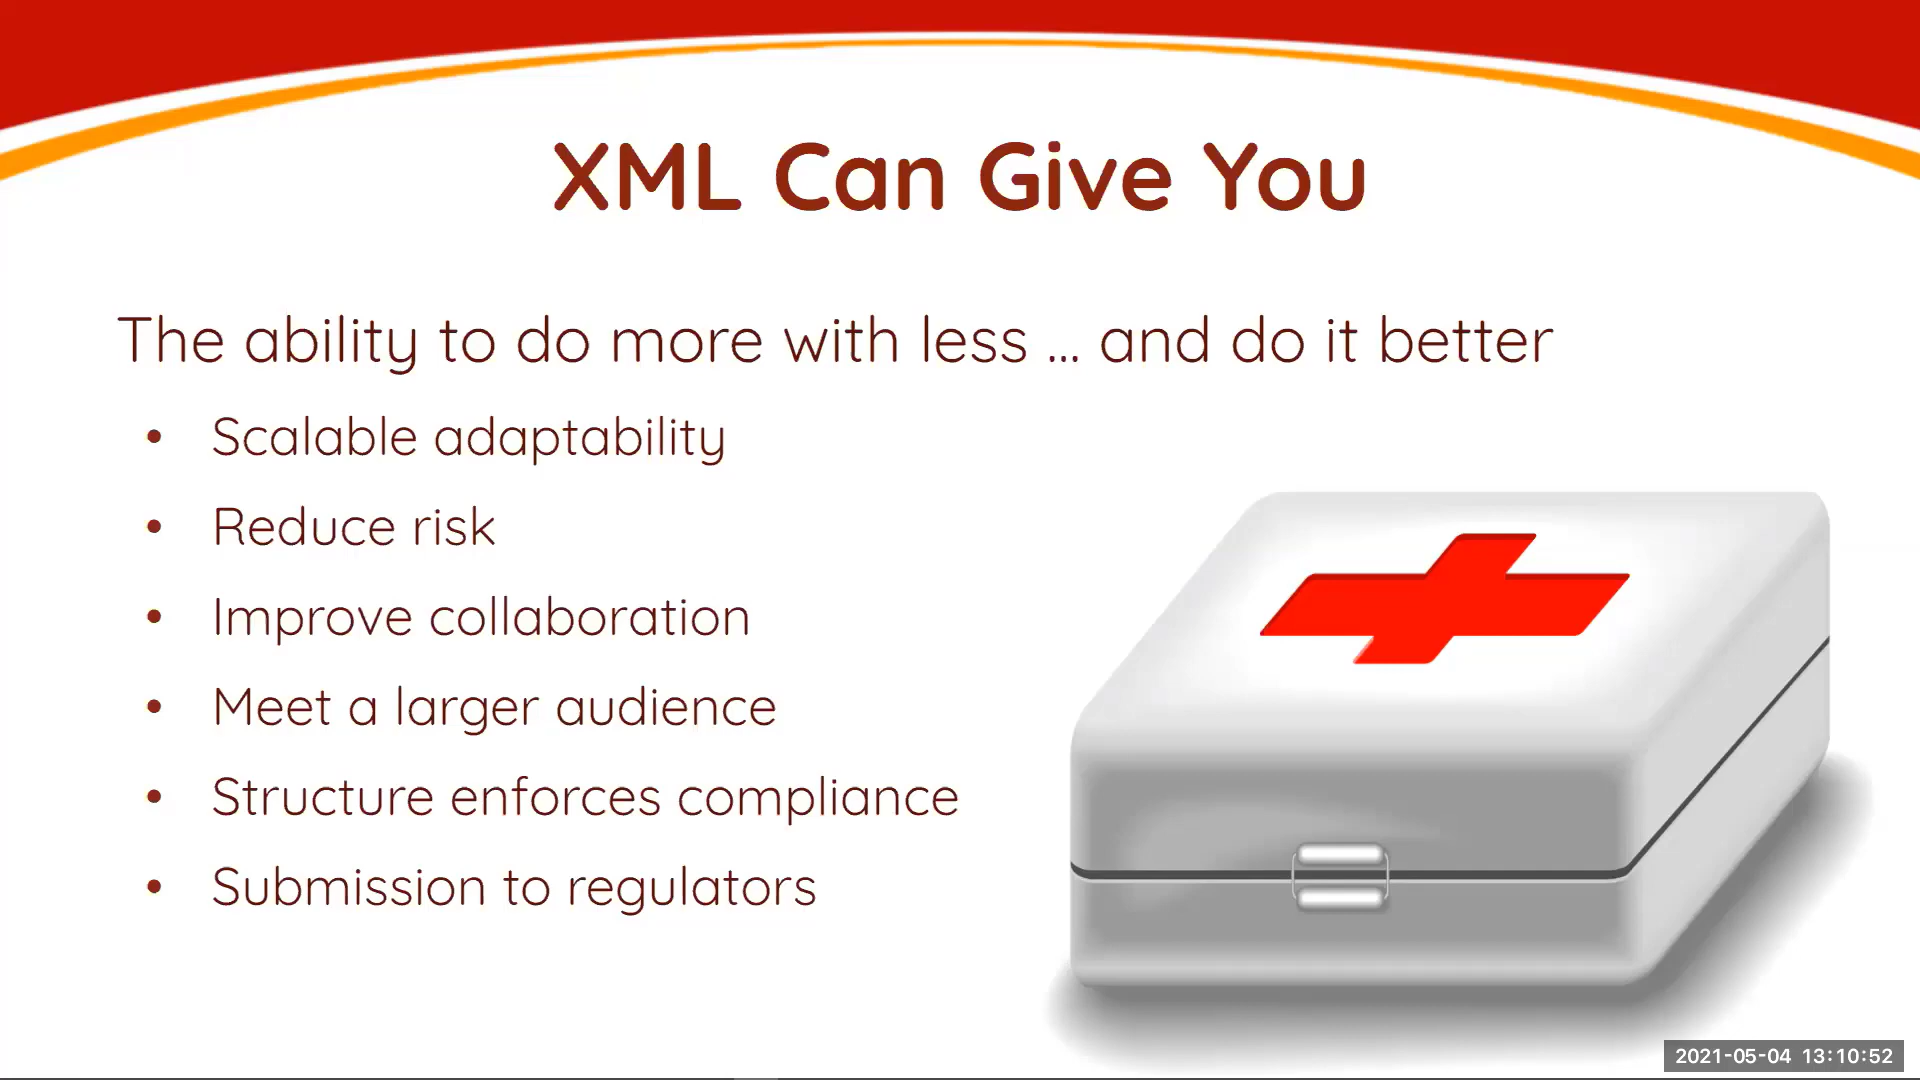 XML Can Give You
The ability to do more with less ... and do it better
• Scalable adaptability
• Reduce risk
• Improve collaboration
• Meet a larger audience
• Structure enforces compliance
• Submission to regulators
2021-05-04 13:10:52